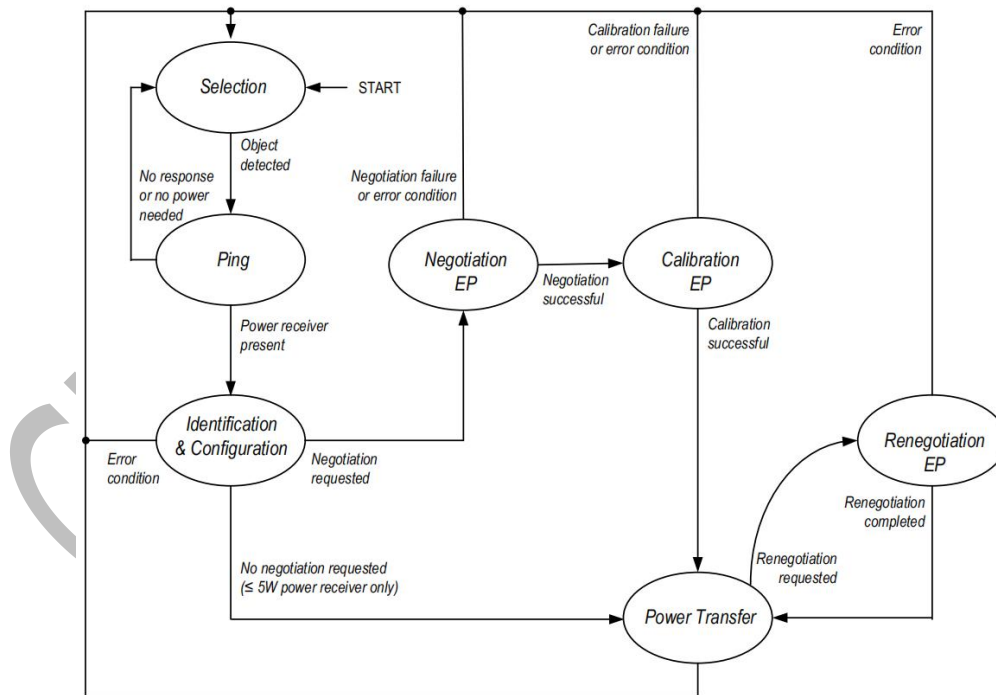 Calibration failure
or error condition
Error
condition
Selection
START
Object
detected
No response
or no power
needed
Negotiation failure
or error condition
Ping
Negotiation
EP
Negotiation
successful
Calibration
EP
Power receiver
present
Calibration
successful
Identification
& Configuration
Error
condition
Negotiation
requested
Renegotiation
EP
Renegotiation
completed
No negotiation requested
(≤ 5W power receiver only)
Renegotiation
requested
Power Transfer